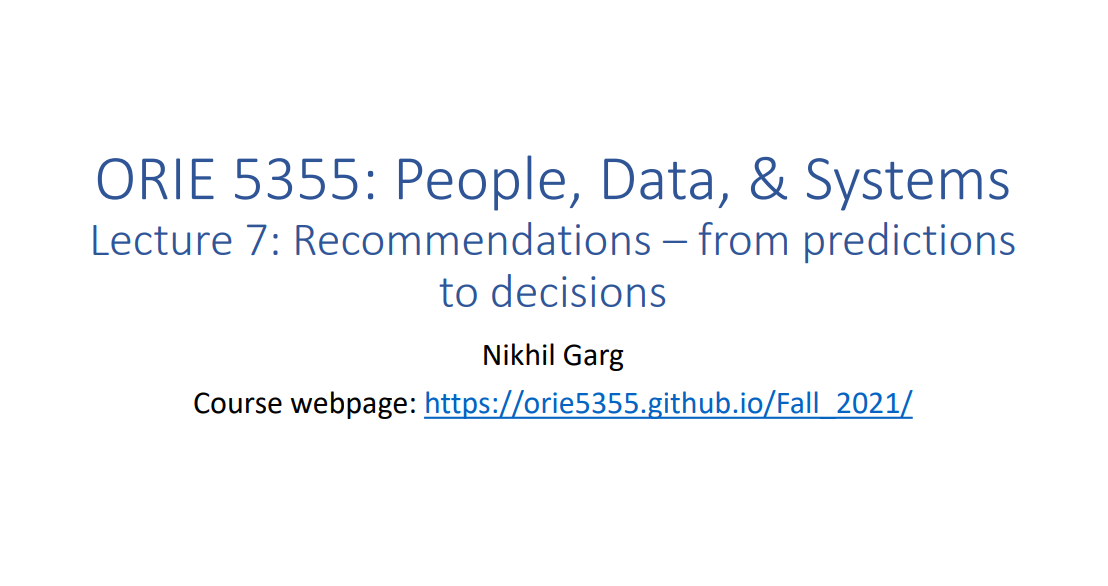 ORIE 5355: People, Data, & Systems
Lecture 7: Recommendations – from predictions
to decisions
Nikhil Garg
Course webpage: https://orie5355.github.io/Fall_2021/